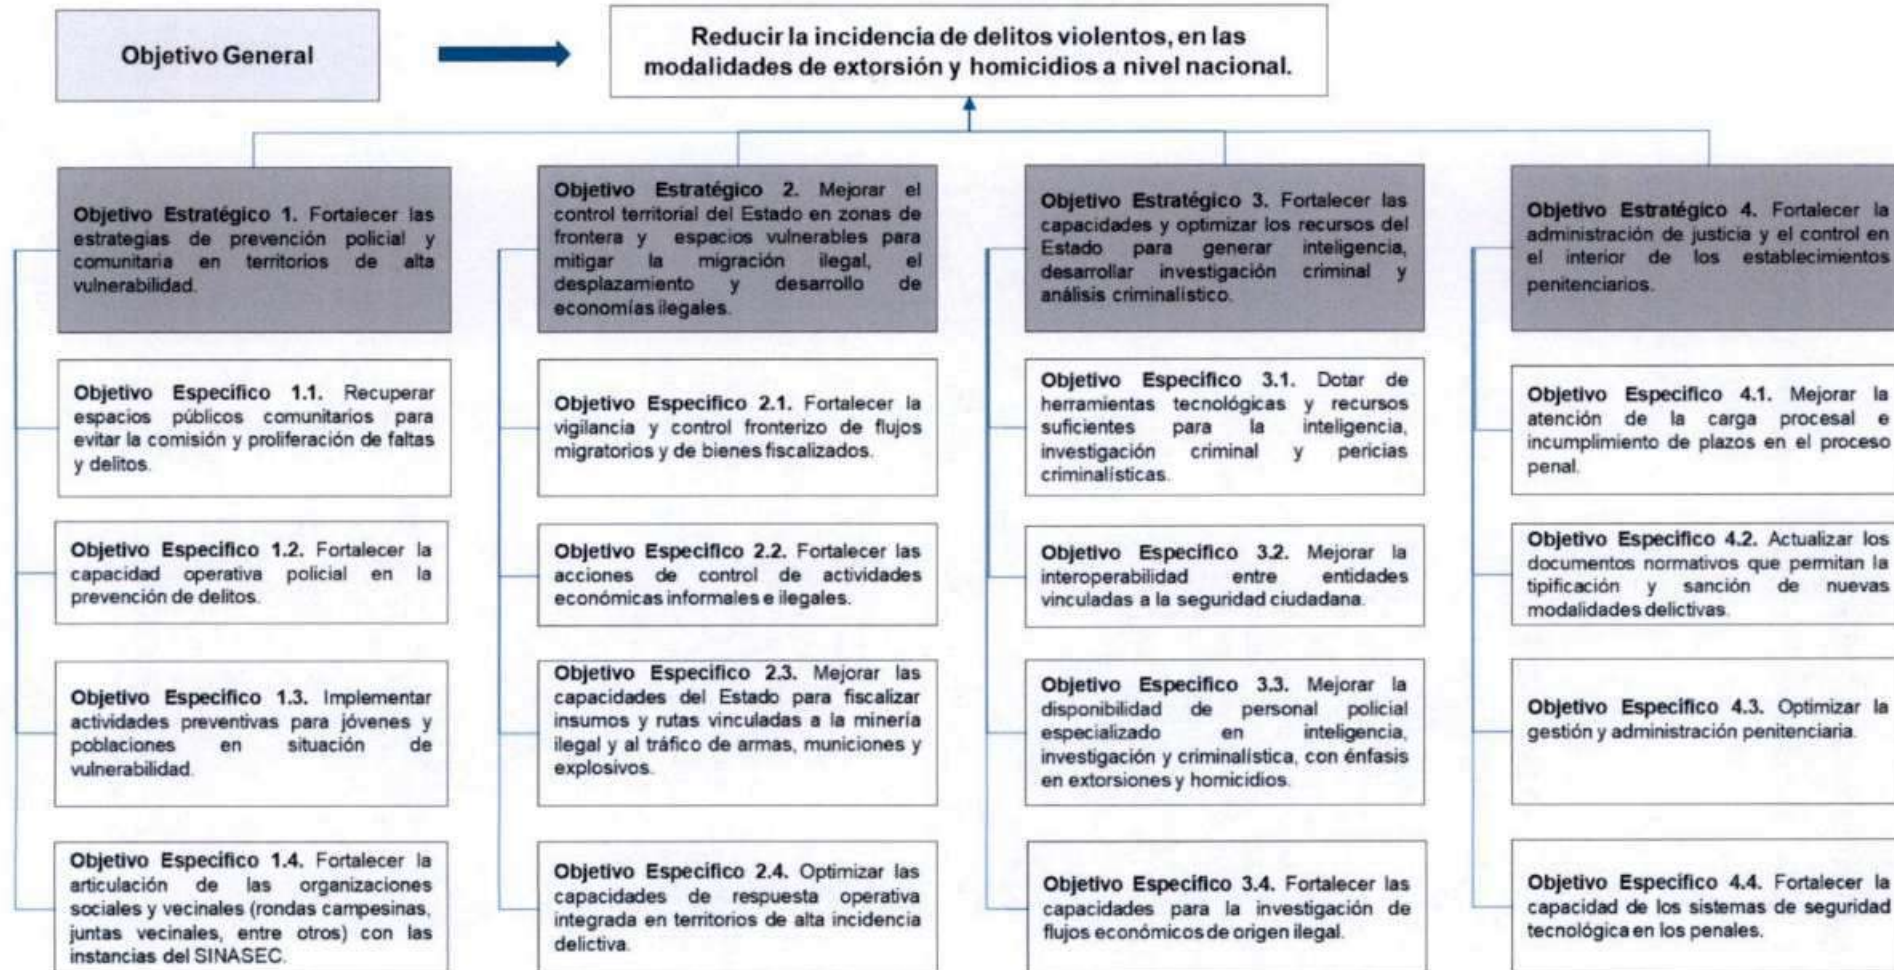 Objetivo General
Reducir la incidencia de delitos violentos, en las
modalidades de extorsión y homicidios a nivel nacional.
Objetivo Estratégico 1. Fortalecer las
estrategias de prevención policial y
comunitaria en territorios de alta
vulnerabilidad.
Objetivo Especifico 1.1. Recuperar
espacios públicos comunitarios para
evitar la comisión y proliferación de faltas
y delitos.
Objetivo Especifico 1.2. Fortalecer la
capacidad operativa policial en la
prevención de delitos.
Objetivo Especifico 1.3. Implementar
actividades preventivas para jóvenes y
poblaciones en situación de
vulnerabilidad.
Objetivo Especifico 1.4. Fortalecer la
articulación de las organizaciones
sociales y vecinales (rondas campesinas,
juntas vecinales, entre otros) con las
instancias del SINASEC.
Objetivo Estratégico 2. Mejorar el
control territorial del Estado en zonas de
frontera y espacios vulnerables para
mitigar la migración ilegal, el
desplazamiento y desarrollo de
economías ilegales.
Objetivo Especifico 2.1. Fortalecer la
vigilancia y control fronterizo de flujos
migratorios y de bienes fiscalizados.
Objetivo Especifico 2.2. Fortalecer las
acciones de control de actividades
económicas informales e ilegales.
Objetivo Especifico 2.3. Mejorar las
capacidades del Estado para fiscalizar
insumos y rutas vinculadas a la minería
ilegal y al tráfico de armas, municiones y
explosivos.
Objetivo Especifico 2.4. Optimizar las
capacidades de respuesta operativa
integrada en territorios de alta incidencia
delictiva.
Objetivo Estratégico 3. Fortalecer las
capacidades y optimizar los recursos del
Estado para generar inteligencia,
desarrollar investigación criminal y
análisis criminalístico.
Objetivo Especifico 3.1. Dotar de
herramientas tecnológicas y recursos
suficientes para la inteligencia,
investigación criminal y pericias
criminalísticas.
Objetivo Especifico 3.2. Mejorar la
interoperabilidad entre entidades
vinculadas a la seguridad ciudadana.
Objetivo Especifico 3.3. Mejorar la
disponibilidad de personal policial
especializado en inteligencia,
investigación y criminalística, con énfasis
en extorsiones y homicidios.
Objetivo Especifico 3.4. Fortalecer las
capacidades para la investigación de
flujos económicos de origen ilegal.
Objetivo Estratégico 4. Fortalecer la
administración de justicia y el control en
el interior de los establecimientos
penitenciarios.
Objetivo Especifico 4.1. Mejorar la
atención de la carga procesal e
incumplimiento de plazos en el proceso
penal.
Objetivo Especifico 4.2. Actualizar los
documentos normativos que permitan la
tipificación y sanción de nuevas
modalidades delictivas.
Objetivo Especifico 4.3. Optimizar la
gestión y administración penitenciaria.
Objetivo Especifico 4.4. Fortalecer la
capacidad de los sistemas de seguridad
tecnológica en los penales.